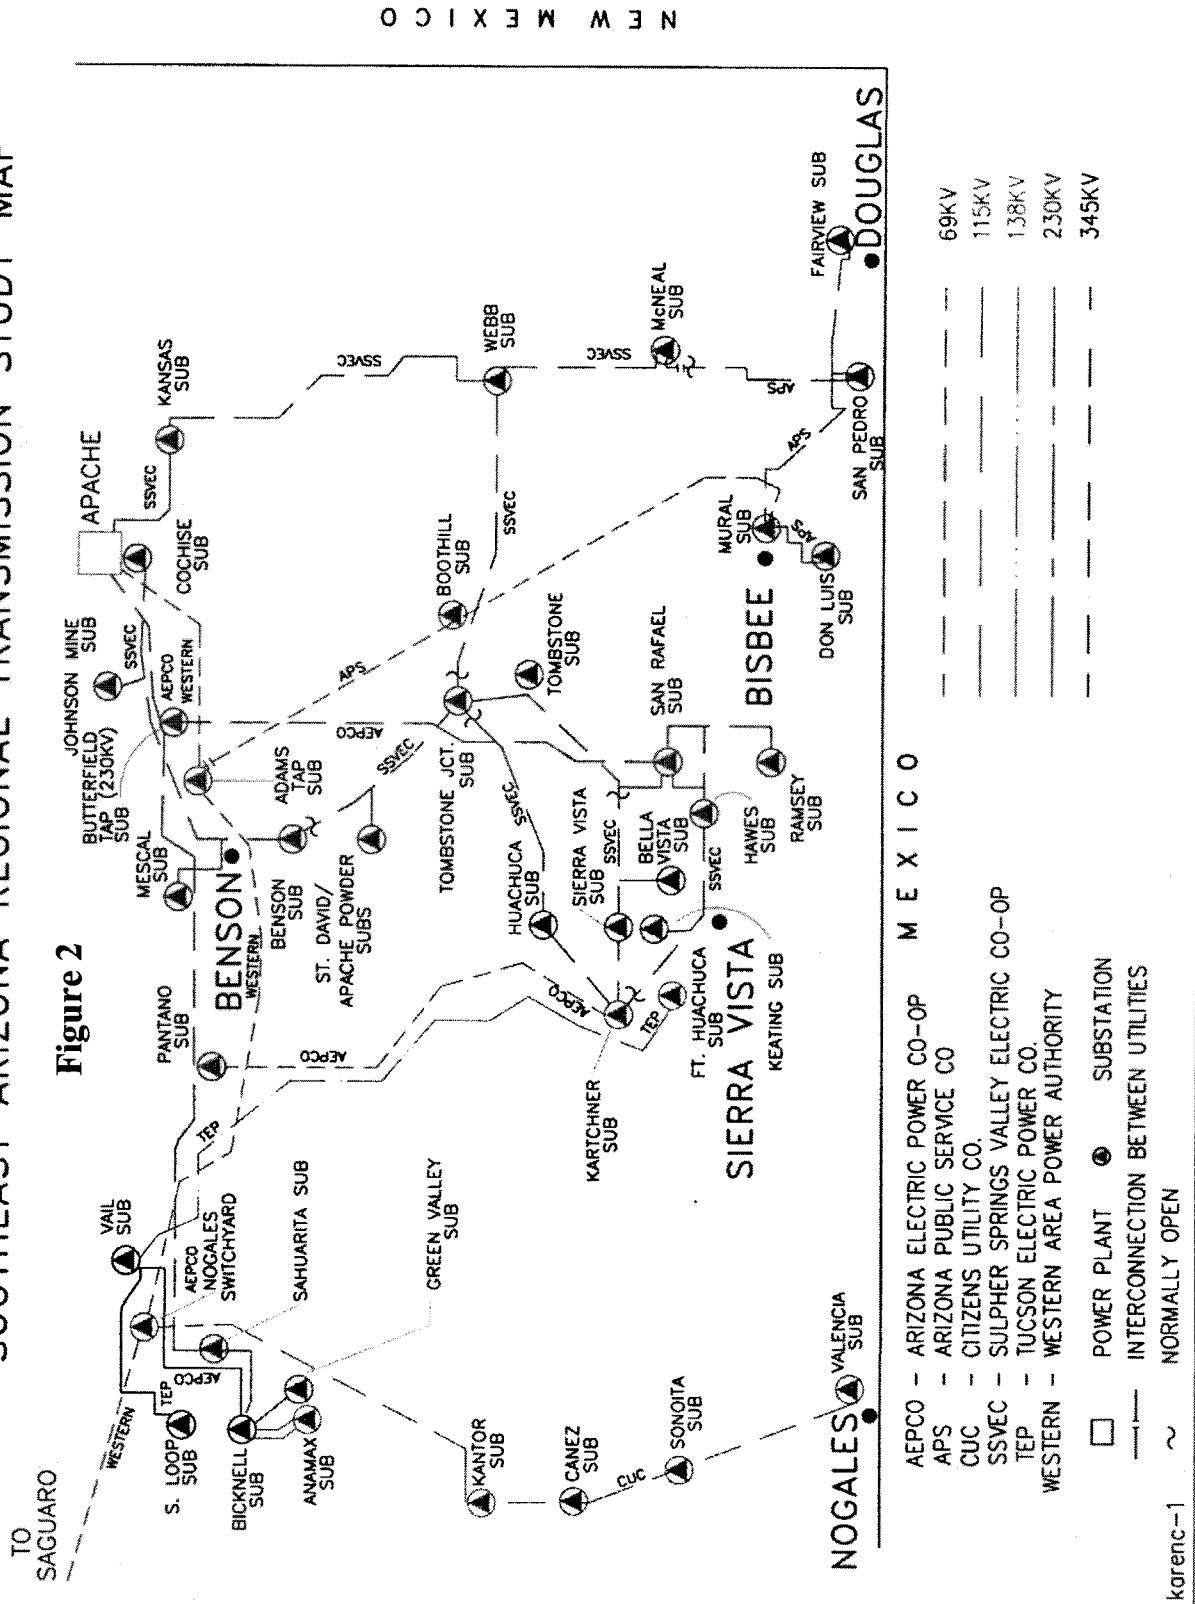 SOUTHEAST ARIZONA REGIONAL TRANSMISSION STUDY MAP
Figure 2
TO
SAGUARO
NEW MEXICO
WESTERN
VAIL
SUB
TEP
S. LOOP
SUB
AEPCO
NOGALES
SWITCHYARD
AEPCO
SAHUARITA SUB
BICKNELL
SUB
ANAMAX
SUB
GREEN VALLEY
SUB
KANTOR
SUB
CANEZ
SUB
CUC
SONOITA
SUB
VALENCIA
SUB
NOGALES
TEP
PANTANO
SUB
AEPCO
WESTERN
BENSON
MESCAL
SUB
BUTTERFIELD
TAP (230KV)
SUB
JOHNSON MINE
SUB
SSVEC
AEPCO
WESTERN
COCHISE
SUB
APACHE
SSVEC
KANSAS
SUB
SSVEC
ADAMS
TAP
SUB
BENSON
SUB
ST. DAVID/
APACHE POWDER
SUBS
SSVEC
AEPCO
APS
BOOTHILL
SUB
TOMBSTONE JCT.
SUB
TOMBSTONE
SUB
SSVEC
WEBB
SUB
SSVEC
McNEAL
SUB
APS
HUACHUCA
SUB
SSVEC
SIERRA VISTA
SUB
SSVEC
BELLA
VISTA
SUB
SAN RAFAEL
SUB
HAWES
SUB
RAMSEY
SUB
SSVEC
AEPCO
KARTCHNER
SUB
TEP
FT. HUACHUCA
SUB
KEATING SUB
SIERRA VISTA
MURAL
SUB
BISBEE
APS
DON LUIS
SUB
APS
SAN PEDRO
SUB
FAIRVIEW SUB
DOUGLAS
MEXICO
AEPCO - ARIZONA ELECTRIC POWER CO-OP
APS - ARIZONA PUBLIC SERVICE CO
CUC - CITIZENS UTILITY CO.
SSVEC - SULPHER SPRINGS VALLEY ELECTRIC CO-OP
TEP - TUCSON ELECTRIC POWER CO.
WESTERN - WESTERN AREA POWER AUTHORITY
69KV
115KV
138KV
230KV
345KV
POWER PLANT
SUBSTATION
INTERCONNECTION BETWEEN UTILITIES
~ NORMALLY OPEN
karenc-1